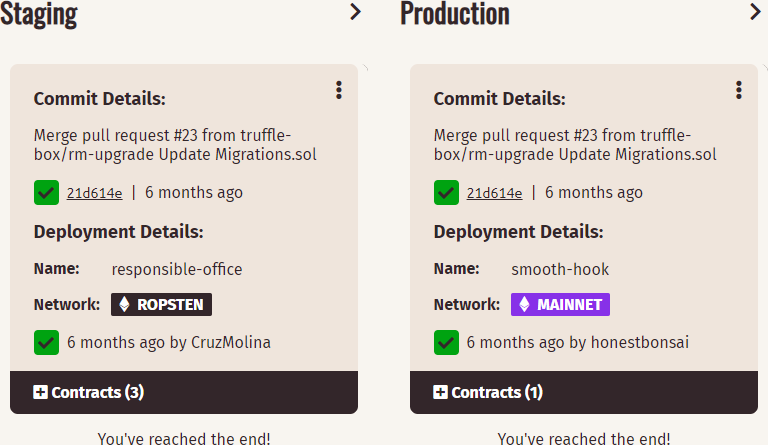 Staging
Commit Details:
Merge pull request #23 from truffle-
box/rm-upgrade Update Migrations.sol
21d614e | 6 months ago
Deployment Details:
Name: responsible-office
Network: ROPSTEN
6 months ago by CruzMolina
Contracts (3)
You've reached the end!
Production
Commit Details:
Merge pull request #23 from truffle-
box/rm-upgrade Update Migrations.sol
21d614e | 6 months ago
Deployment Details:
Name: smooth-hook
Network: MAINNET
6 months ago by honestbonsai
Contracts (1)
You've reached the end!